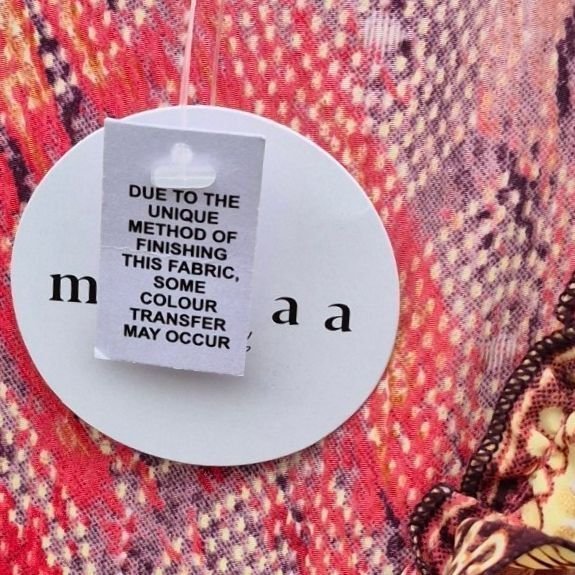 DUE TO THE
UNIQUE
METHOD OF
FINISHING
THIS FABRIC,
SOME
COLOUR
TRANSFER
MAY OCCUR